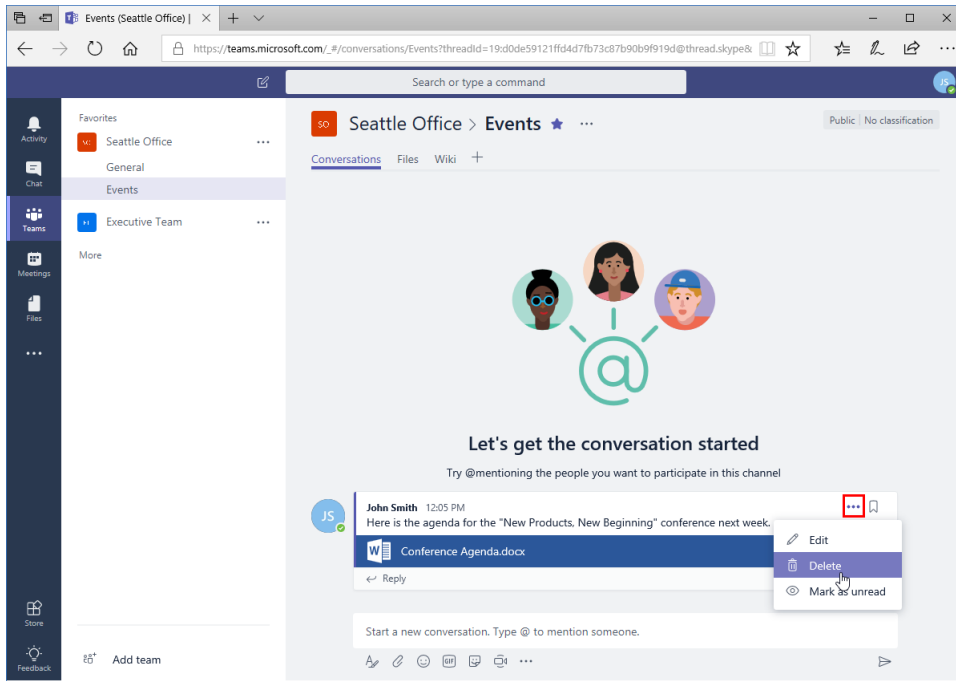 Events (Seattle Office) |
https://teams.microsoft.com/_#/conversations/Events?threadId=19:d0de59121ffd4d7fb73c87b90b9f919d@thread.skype&
Search or type a command
JS
Activity
Chat
Teams
Meetings
Files
Store
Feedback
Favorites
Seattle Office
General
Events
Executive Team
More
Add team
SO
Seattle Office > Events
Public
No classification
Conversations
Files
Wiki
@
Let's get the conversation started
Try @mentioning the people you want to participate in this channel
JS
John Smith 12:05 PM
Here is the agenda for the "New Products, New Beginning" conference next week.
W
Conference Agenda.docx
Reply
Edit
Delete
Mark as unread
Start a new conversation. Type @ to mention someone.
GIF